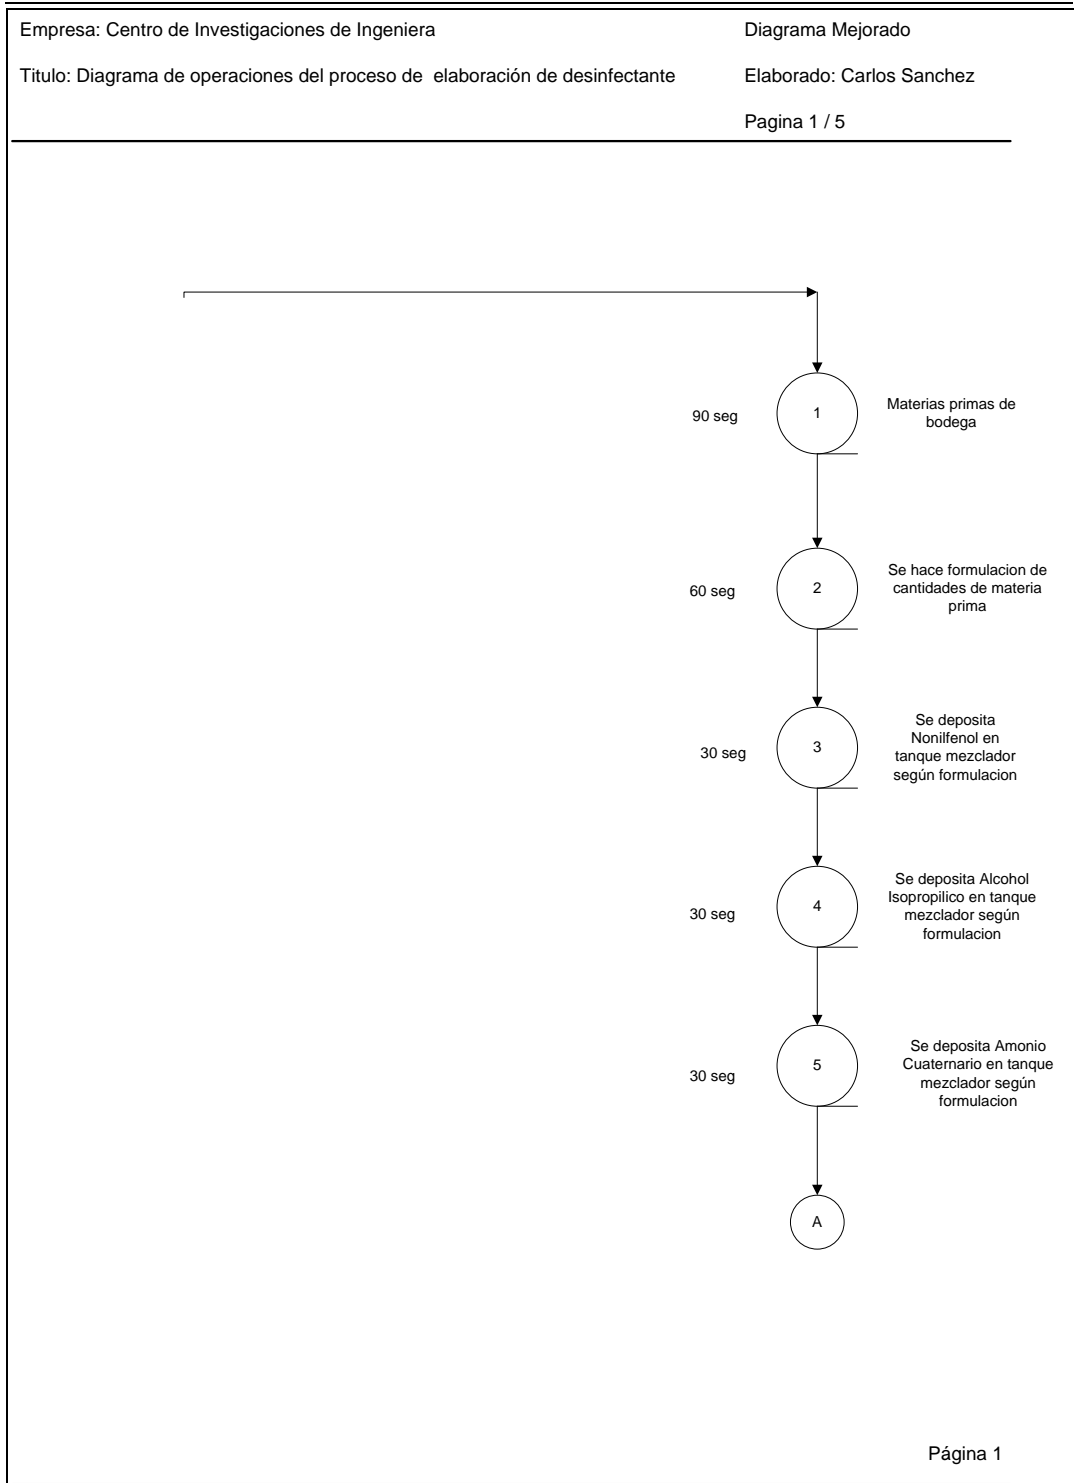 Empresa: Centro de Investigaciones de Ingeniera
Diagrama Mejorado
Titulo: Diagrama de operaciones del proceso de elaboración de desinfectante
Elaborado: Carlos Sanchez
Pagina 1 / 5
90 seg
1
Materias primas de
bodega
60 seg
2
Se hace formulacion de
cantidades de materia
prima
30 seg
3
Se deposita
Nonilfenol en
tanque mezclador
según formulacion
30 seg
4
Se deposita Alcohol
Isopropilico en tanque
mezclador según
formulacion
30 seg
5
Se deposita Amonio
Cuaternario en tanque
mezclador según
formulacion
A
Página 1